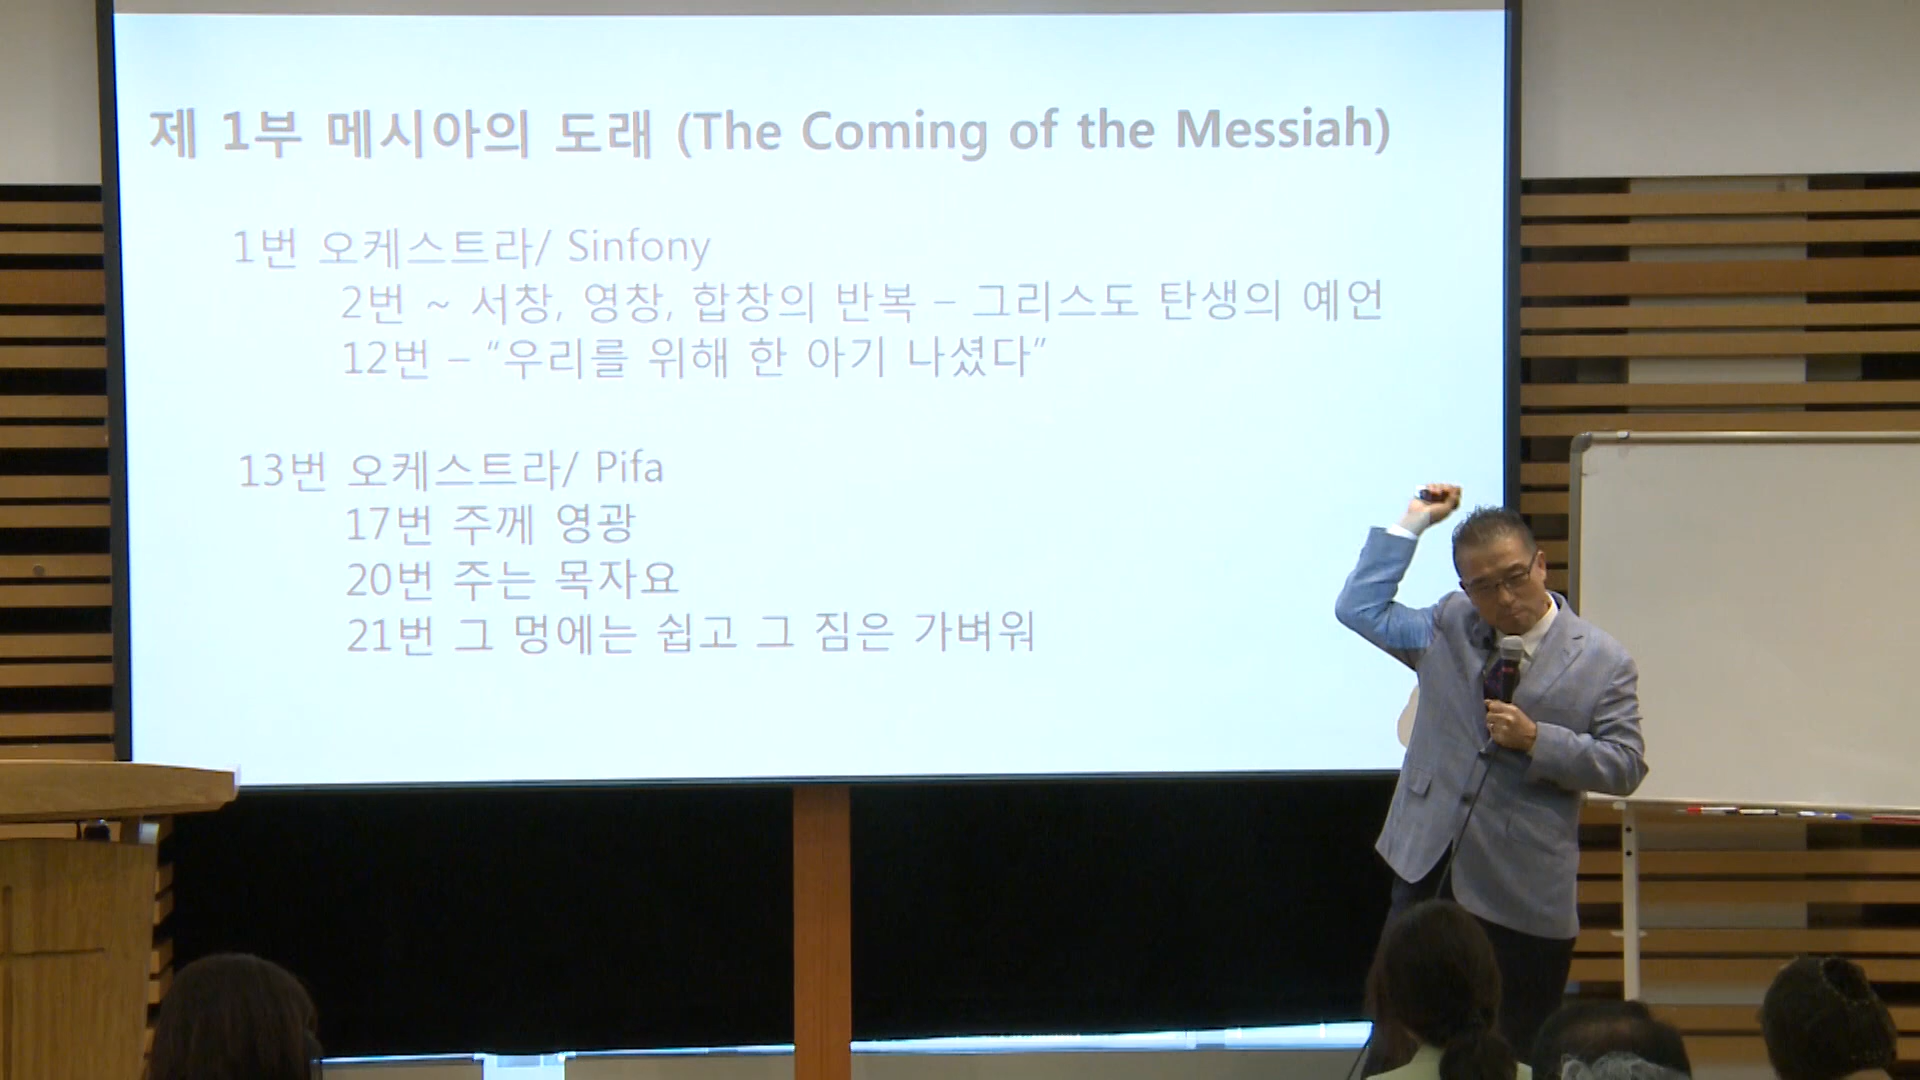 제 1부 메시아의 도래 (The Coming of the Messiah)
1번 오케스트라/ Sinfony
2번 ~ 서창, 영창, 합창의 반복 – 그리스도 탄생의 예언
12번 – “우리를 위해 한 아기 나셨다”
13번 오케스트라/ Pifa
17번 주께 영광
20번 주는 목자요
21번 그 멍에는 쉽고 그 짐은 가벼워